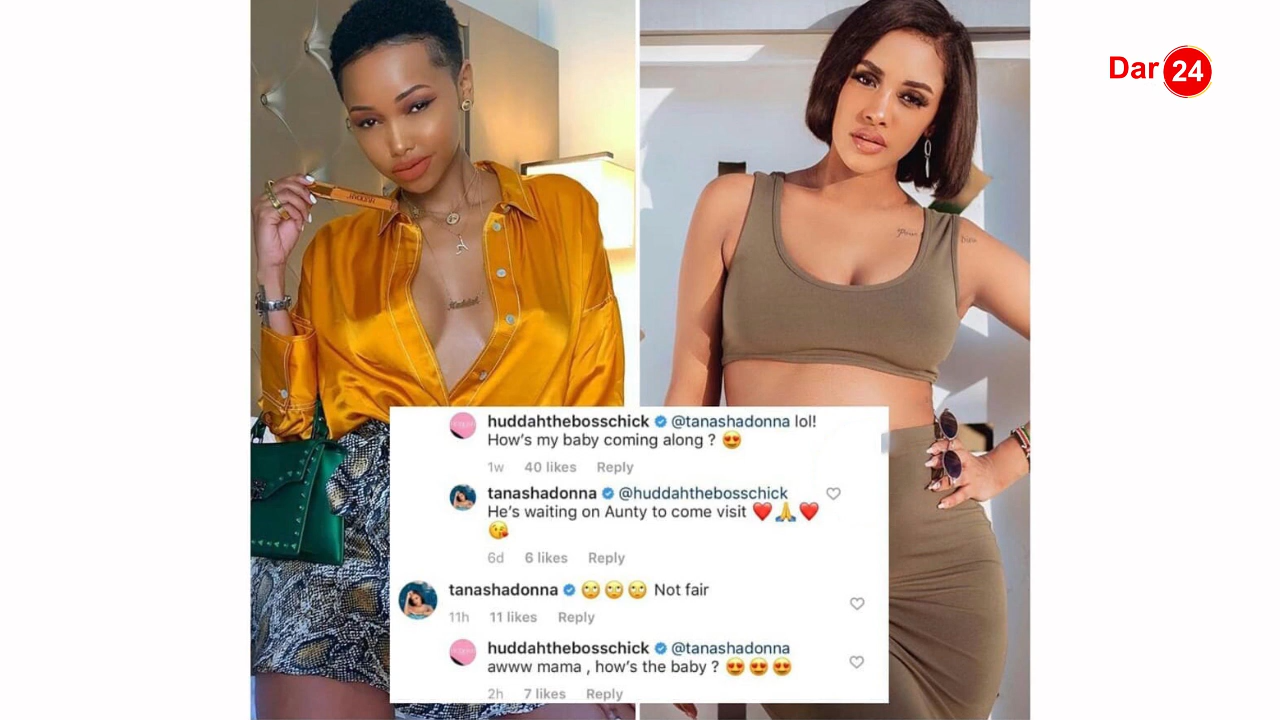 Dar 24
huddahthebosschick @tanashadonna lol!
How's my baby coming along ? 😍
1w 40 likes Reply
tanashadonna @huddahthebosschick
He's waiting on Aunty to come visit ❤️🙏❤️
😘
6d 6 likes Reply
tanashadonna 🙄🙄🙄 Not fair
11h 11 likes Reply
huddahthebosschick @tanashadonna
awww mama , how's the baby ? 😍😍😍
2h 7 likes Reply